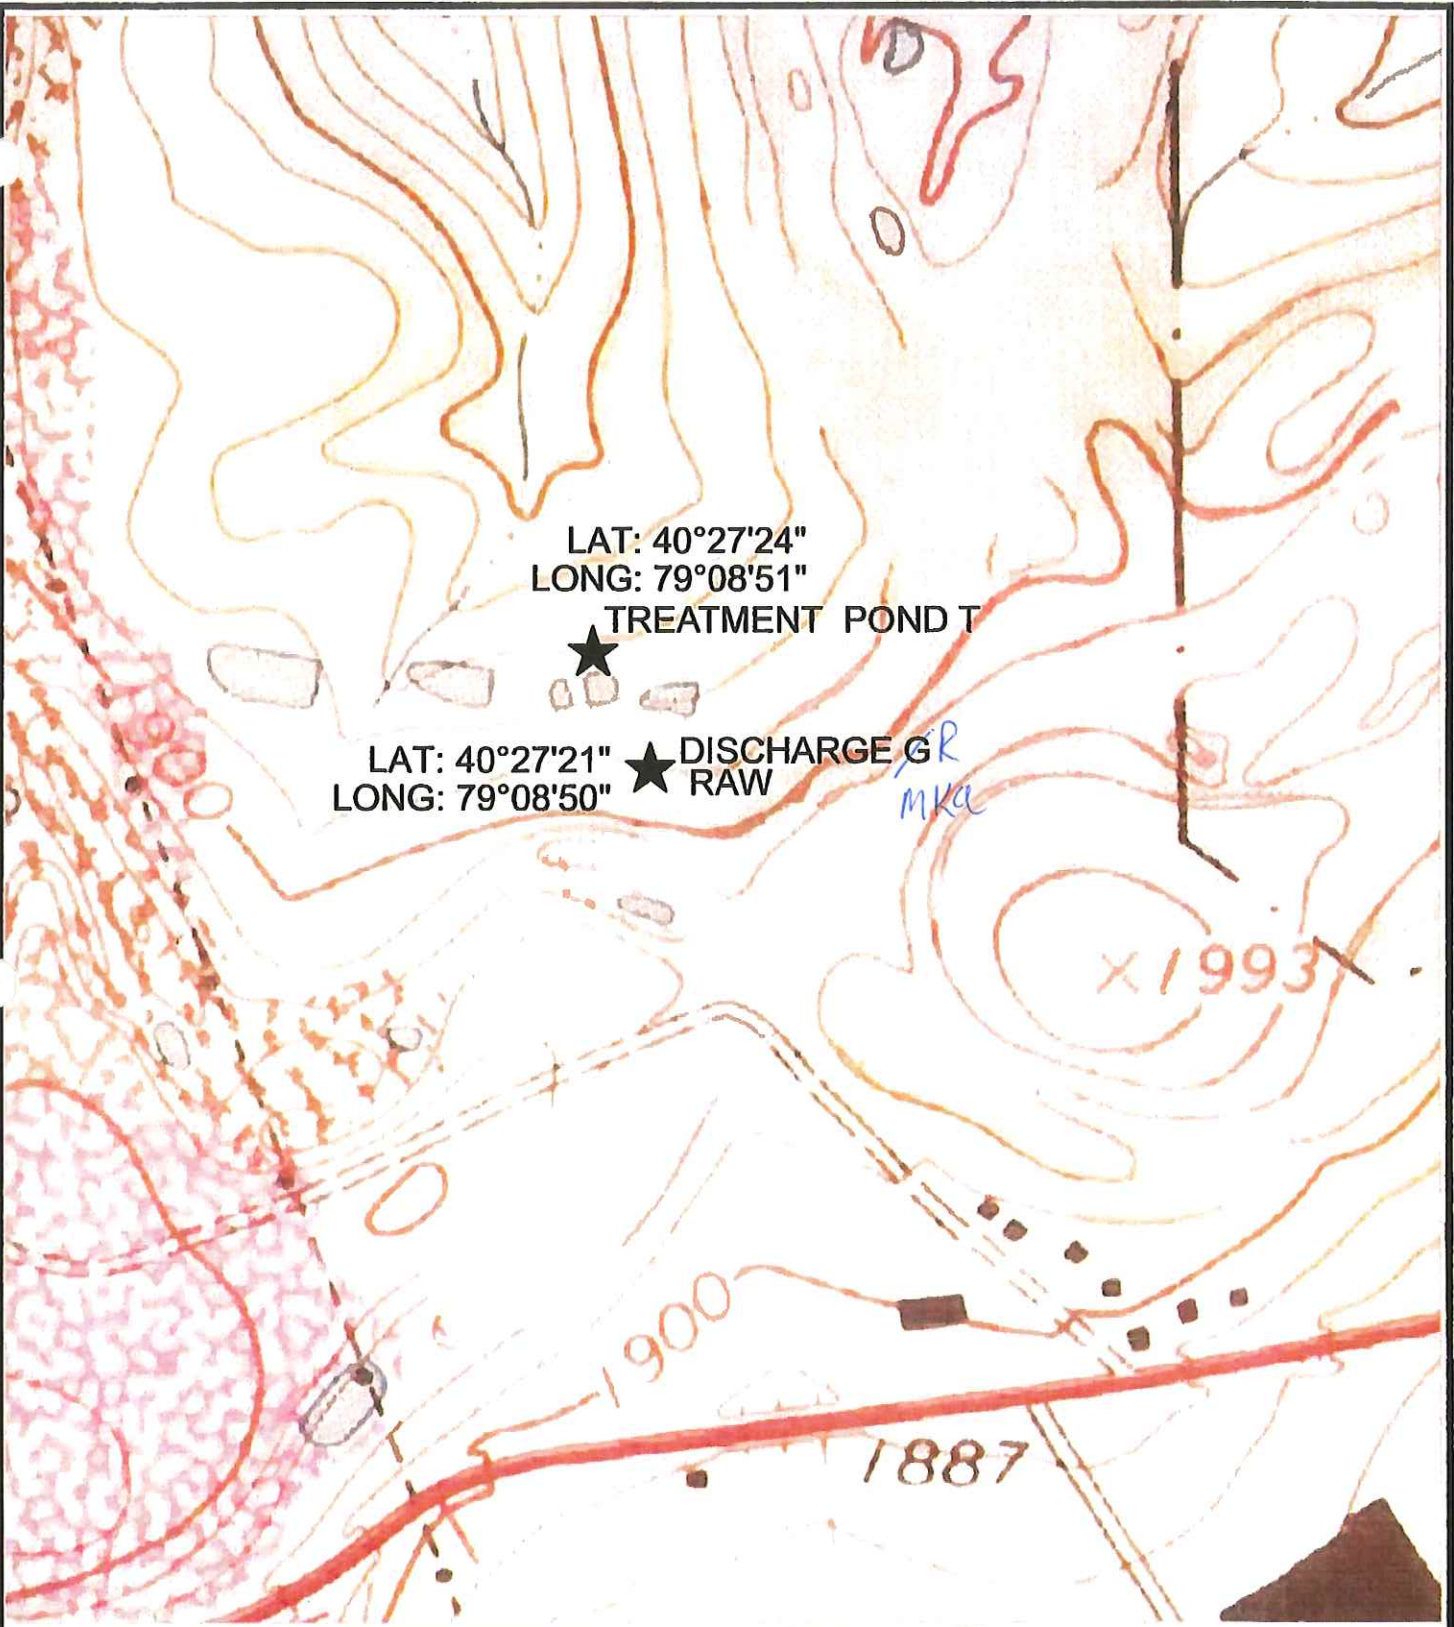 LAT: 40°27'24"
LONG: 79°08'51"
TREATMENT POND T
LAT: 40°27'21"
LONG: 79°08'50"
DISCHARGE G R
RAW
MKa
X 1993
1900
1887